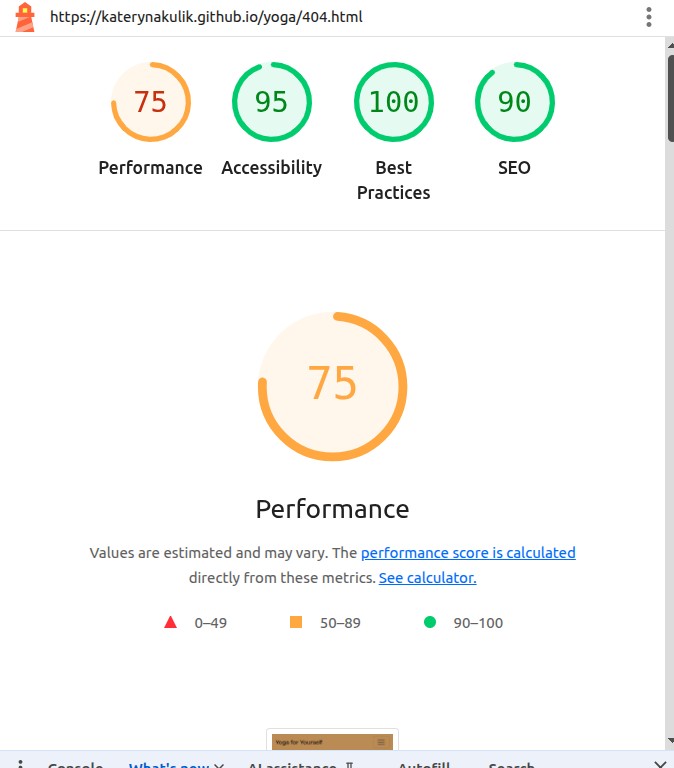 https://katerynakulik.github.io/yoga/404.html
75 95 100 90
Performance Accessibility Best Practices SEO
75
Performance
Values are estimated and may vary. The performance score is calculated
directly from these metrics. See calculator.
0–49 50–89 90–100
Yoga for Yourself
Console What's new AI assistance Autofill Search